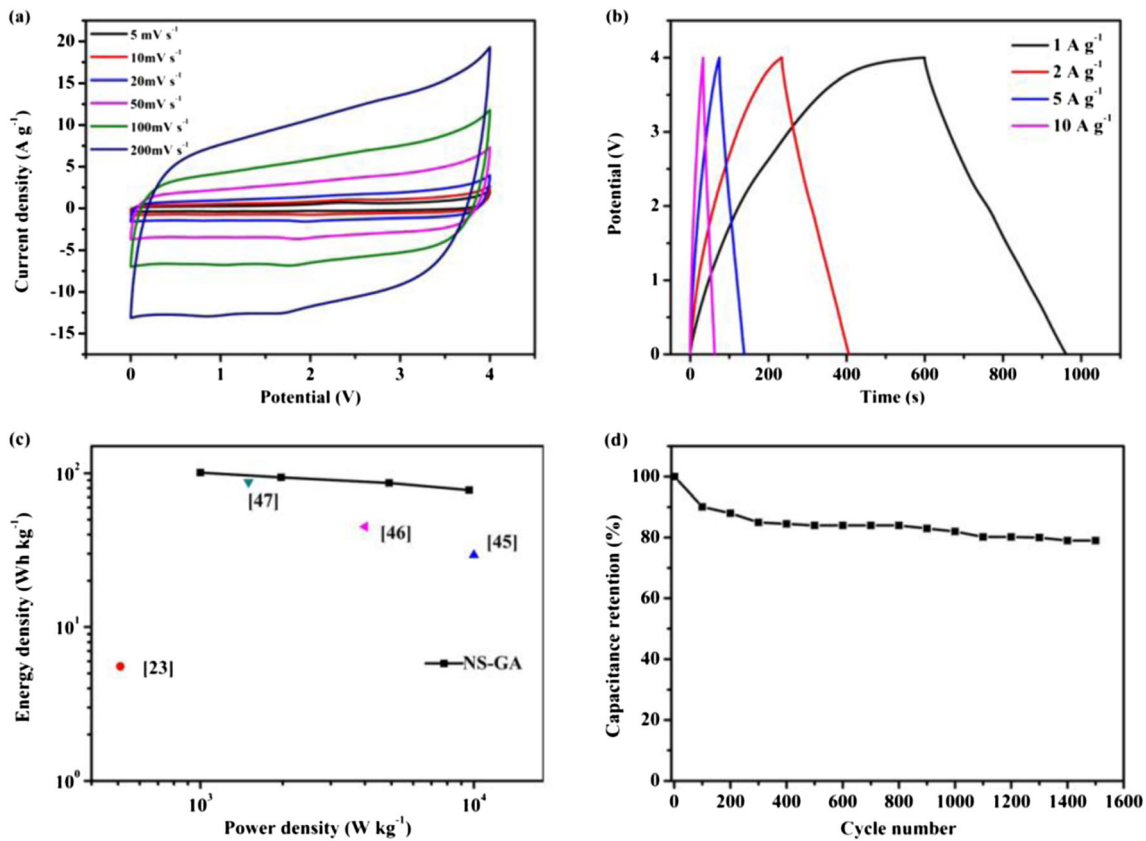 (a)
5 mV s⁻¹
10mV s⁻¹
20mV s⁻¹
50mV s⁻¹
100mV s⁻¹
200mV s⁻¹
20
15
10
5
0
-5
-10
-15
Current density (A g⁻¹)
0 1 2 3 4
Potential (V)
(b)
1 A g⁻¹
2 A g⁻¹
5 A g⁻¹
10 A g⁻¹
5
4
3
2
1
0
Potential (V)
0 200 400 600 800 1000
Time (s)
(c)
10²
10¹
10⁰
Energy density (Wh kg⁻¹)
[47]
[46]
[45]
[23]
NS-GA
10³ 10⁴
Power density (W kg⁻¹)
(d)
100
80
60
40
20
0
Capacitance retention (%)
0 200 400 600 800 1000 1200 1400 1600
Cycle number